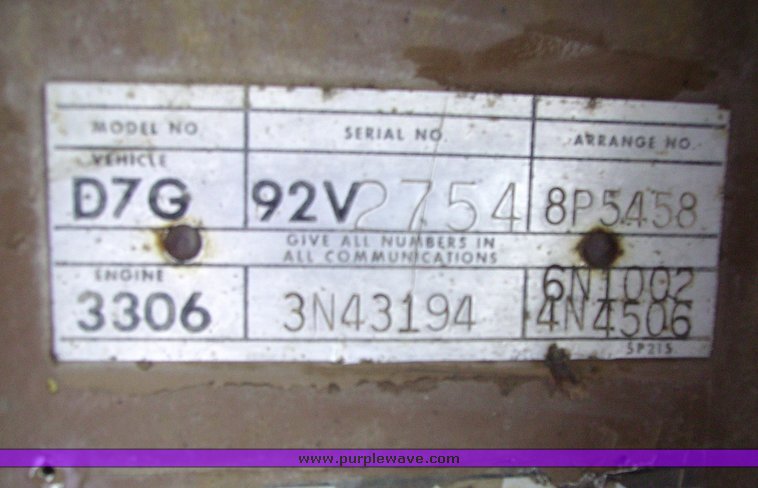 MODEL NO. SERIAL NO. ARRANGE NO.
VEHICLE
D7G 92V2754 8P5458
GIVE ALL NUMBERS IN
ALL COMMUNICATIONS
ENGINE 6N1002
3306 3N43194 4N4506
5P215
www.purplewave.com